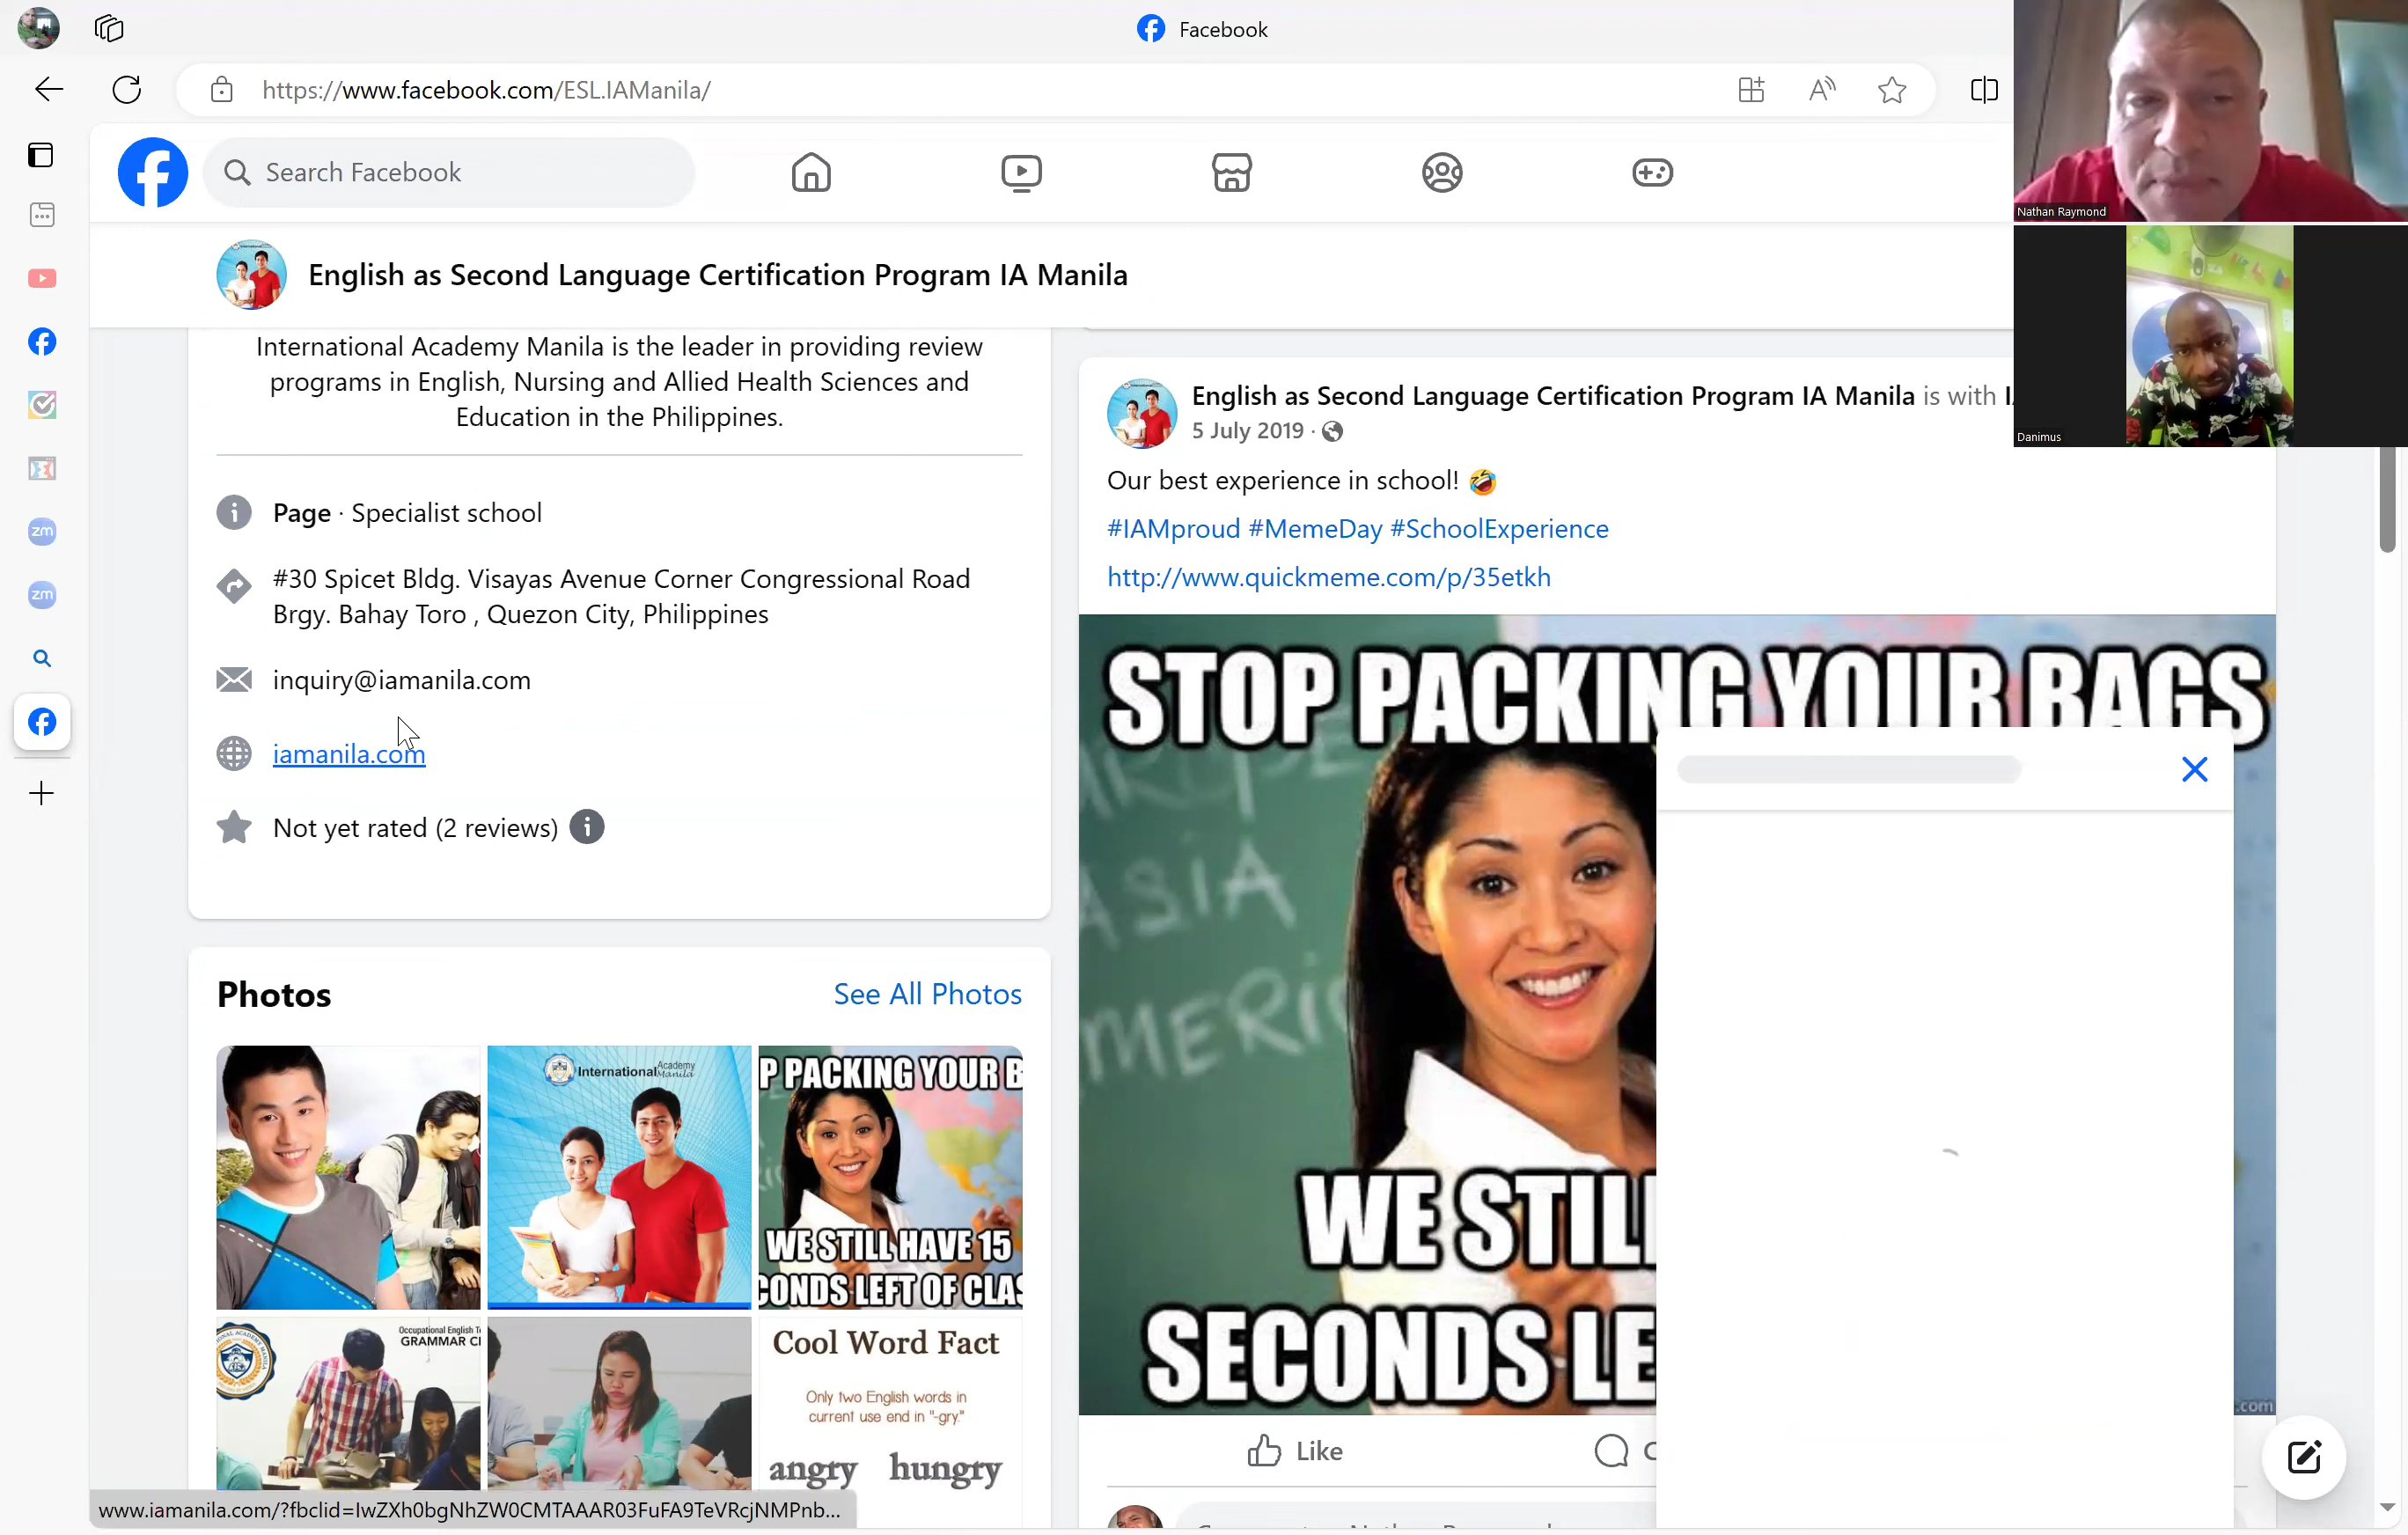 Facebook
https://www.facebook.com/ESL.IAManila/
Search Facebook
English as Second Language Certification Program IA Manila
Nathan Raymond
Danimus
International Academy Manila is the leader in providing review
programs in English, Nursing and Allied Health Sciences and
Education in the Philippines.
Page · Specialist school
#30 Spicet Bldg. Visayas Avenue Corner Congressional Road
Brgy. Bahay Toro , Quezon City, Philippines
inquiry@iamanila.com
iamanila.com
Not yet rated (2 reviews)
Photos
See All Photos
International Academy Manila
P PACKING YOUR B
WE STILL HAVE 15
CONDS LEFT OF CLA
GRAMMAR
Cool Word Fact
Only two English words in
current use end in "-gry."
angry hungry
www.iamanila.com/?fbclid=IwZXh0bgNhZW0CMTAAAR03FuFA9TeVRcjNMPnb...
English as Second Language Certification Program IA Manila is with
5 July 2019
Our best experience in school! 🤣
#IAMproud #MemeDay #SchoolExperience
http://www.quickmeme.com/p/35etkh
STOP PACKING YOUR BAGS
ASIA
WE STILL
SECONDS LE
.com
Like
zm
zm